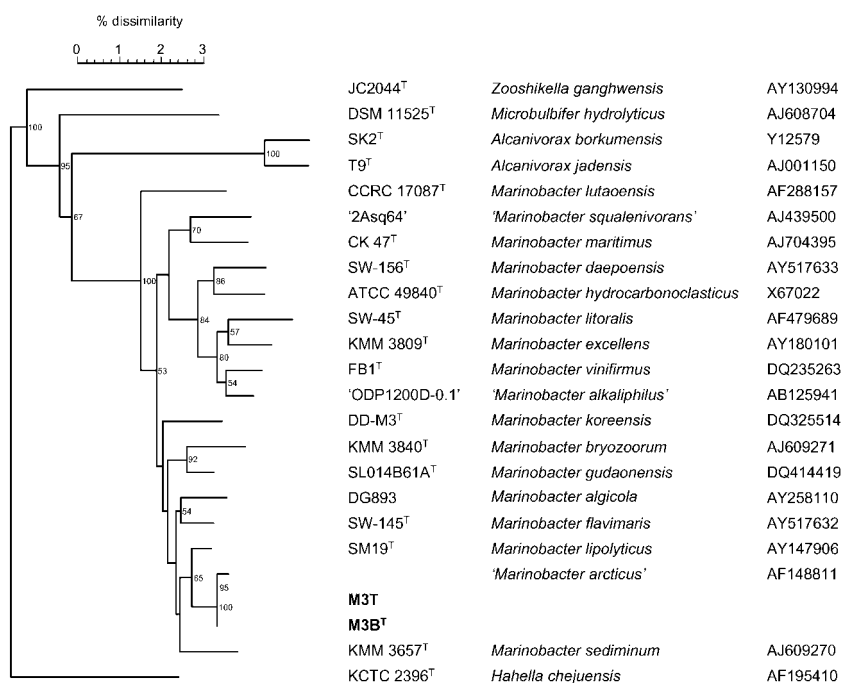 % dissimilarity
0 1 2 3
JC2044ᵀ Zooshikella ganghwensis AY130994
100 DSM 11525ᵀ Microbulbifer hydrolyticus AJ608704
SK2ᵀ Alcanivorax borkumensis Y12579
100
95 T9ᵀ Alcanivorax jadensis AJ001150
CCRC 17087ᵀ Marinobacter lutaoensis AF288157
67 '2Asq64' 'Marinobacter squalenivorans' AJ439500
70
CK 47ᵀ Marinobacter maritimus AJ704395
SW-156ᵀ Marinobacter daepoensis AY517633
100 86
ATCC 49840ᵀ Marinobacter hydrocarbonoclasticus X67022
84 SW-45ᵀ Marinobacter litoralis AF479689
57
KMM 3809ᵀ Marinobacter excellens AY180101
80
53 FB1ᵀ Marinobacter vinifirmus DQ235263
54
'ODP1200D-0.1' 'Marinobacter alkaliphilus' AB125941
DD-M3ᵀ Marinobacter koreensis DQ325514
KMM 3840ᵀ Marinobacter bryozoorum AJ609271
92
SL014B61Aᵀ Marinobacter gudaonensis DQ414419
DG893 Marinobacter algicola AY258110
54
SW-145ᵀ Marinobacter flavimaris AY517632
SM19ᵀ Marinobacter lipolyticus AY147906
65 'Marinobacter arcticus' AF148811
95
M3T
100
M3Bᵀ
KMM 3657ᵀ Marinobacter sediminum AJ609270
KCTC 2396ᵀ Hahella chejuensis AF195410